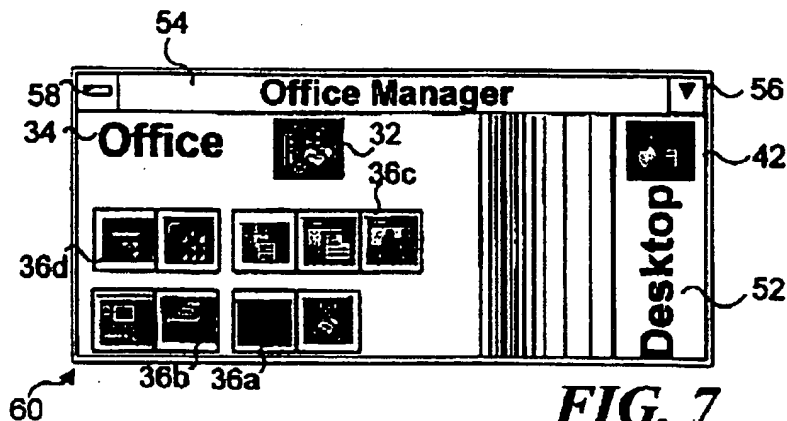 54
58 Office Manager 56
34 Office 32 42
36c
36d
Desktop 52
36b 36a
60
FIG. 7